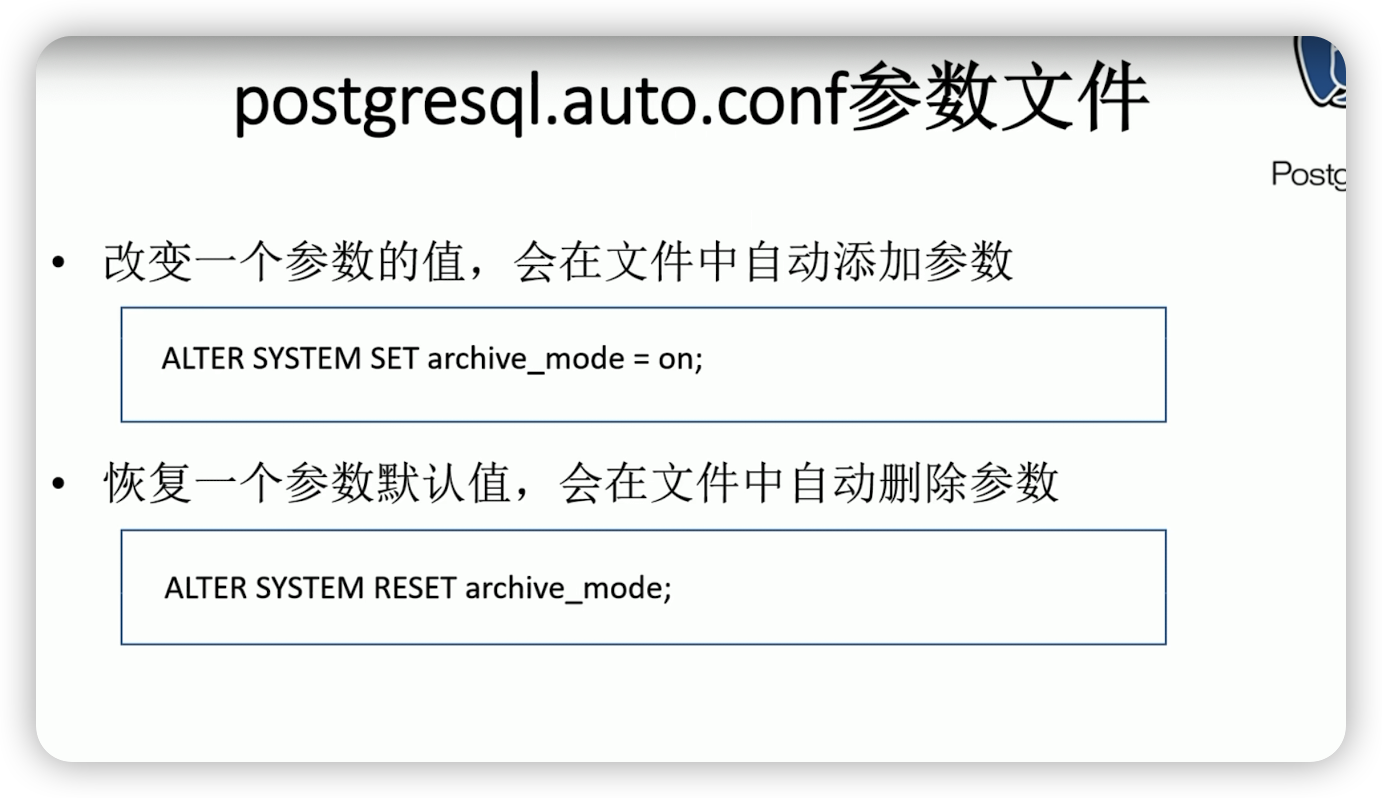 postgresql.auto.conf参数文件
Postg
• 改变一个参数的值，会在文件中自动添加参数
ALTER SYSTEM SET archive_mode = on;
• 恢复一个参数默认值，会在文件中自动删除参数
ALTER SYSTEM RESET archive_mode;